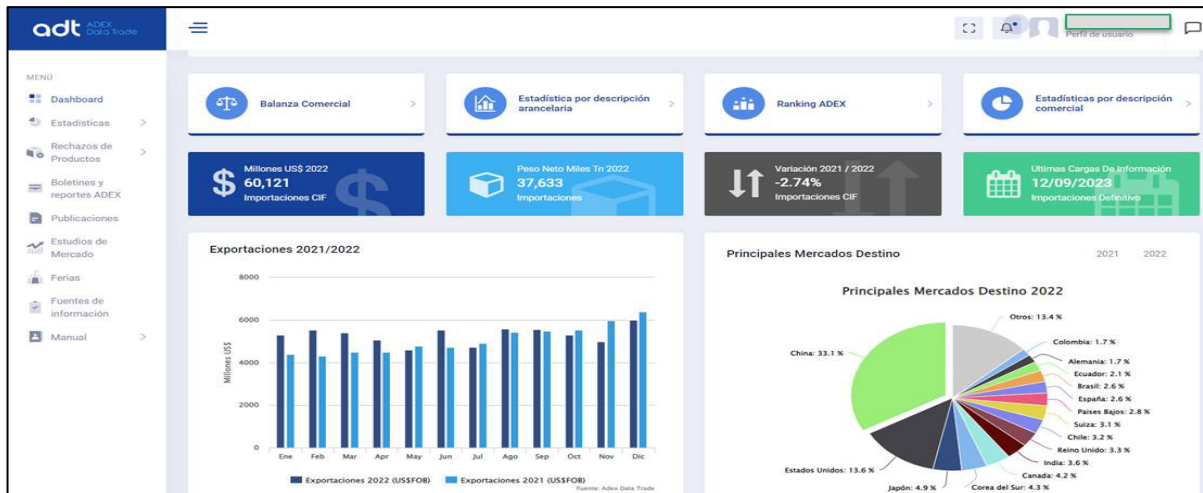 adt ADEX
Data Trade
Perfil de usuario
MENÚ
Dashboard
Estadísticas
Rechazos de
Productos
Boletines y
reportes ADEX
Publicaciones
Estudios de
Mercado
Ferias
Fuentes de
información
Manual
Balanza Comercial
Estadística por descripción
arancelaria
Ranking ADEX
Estadísticas por descripción
comercial
Millones US$ 2022
60,121
Importaciones CIF
Peso Neto Miles Tn 2022
37,633
Importaciones
Variación 2021 / 2022
-2.74%
Importaciones CIF
Últimas Cargas De Información
12/09/2023
Importaciones Definitivo
Exportaciones 2021/2022
8000
6000
4000
2000
0
Millones US$
Ene Feb Mar Apr May Jun Jul Ago Sep Oct Nov Dic
Exportaciones 2022 (US$FOB) Exportaciones 2021 (US$FOB)
Fuente: Adex Data Trade
Principales Mercados Destino
2021 2022
Principales Mercados Destino 2022
Otros: 13.4 %
Colombia: 1.7 %
Alemania: 1.7 %
Ecuador: 2.1 %
Brasil: 2.6 %
España: 2.6 %
Paises Bajos: 2.8 %
Suiza: 3.1 %
Chile: 3.2 %
Reino Unido: 3.3 %
India: 3.6 %
Canada: 4.2 %
Corea del Sur: 4.3 %
Japón: 4.9 %
Estados Unidos: 13.6 %
China: 33.1 %